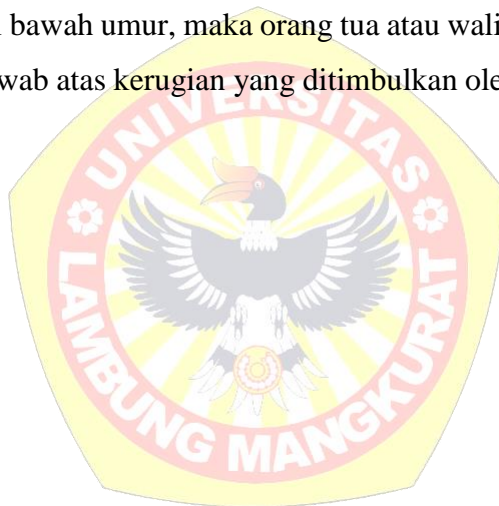 bawah umur, maka orang tua atau wali
wab atas kerugian yang ditimbulkan ole
UNIVERSITAS
LAMBUNG MANGKURAT